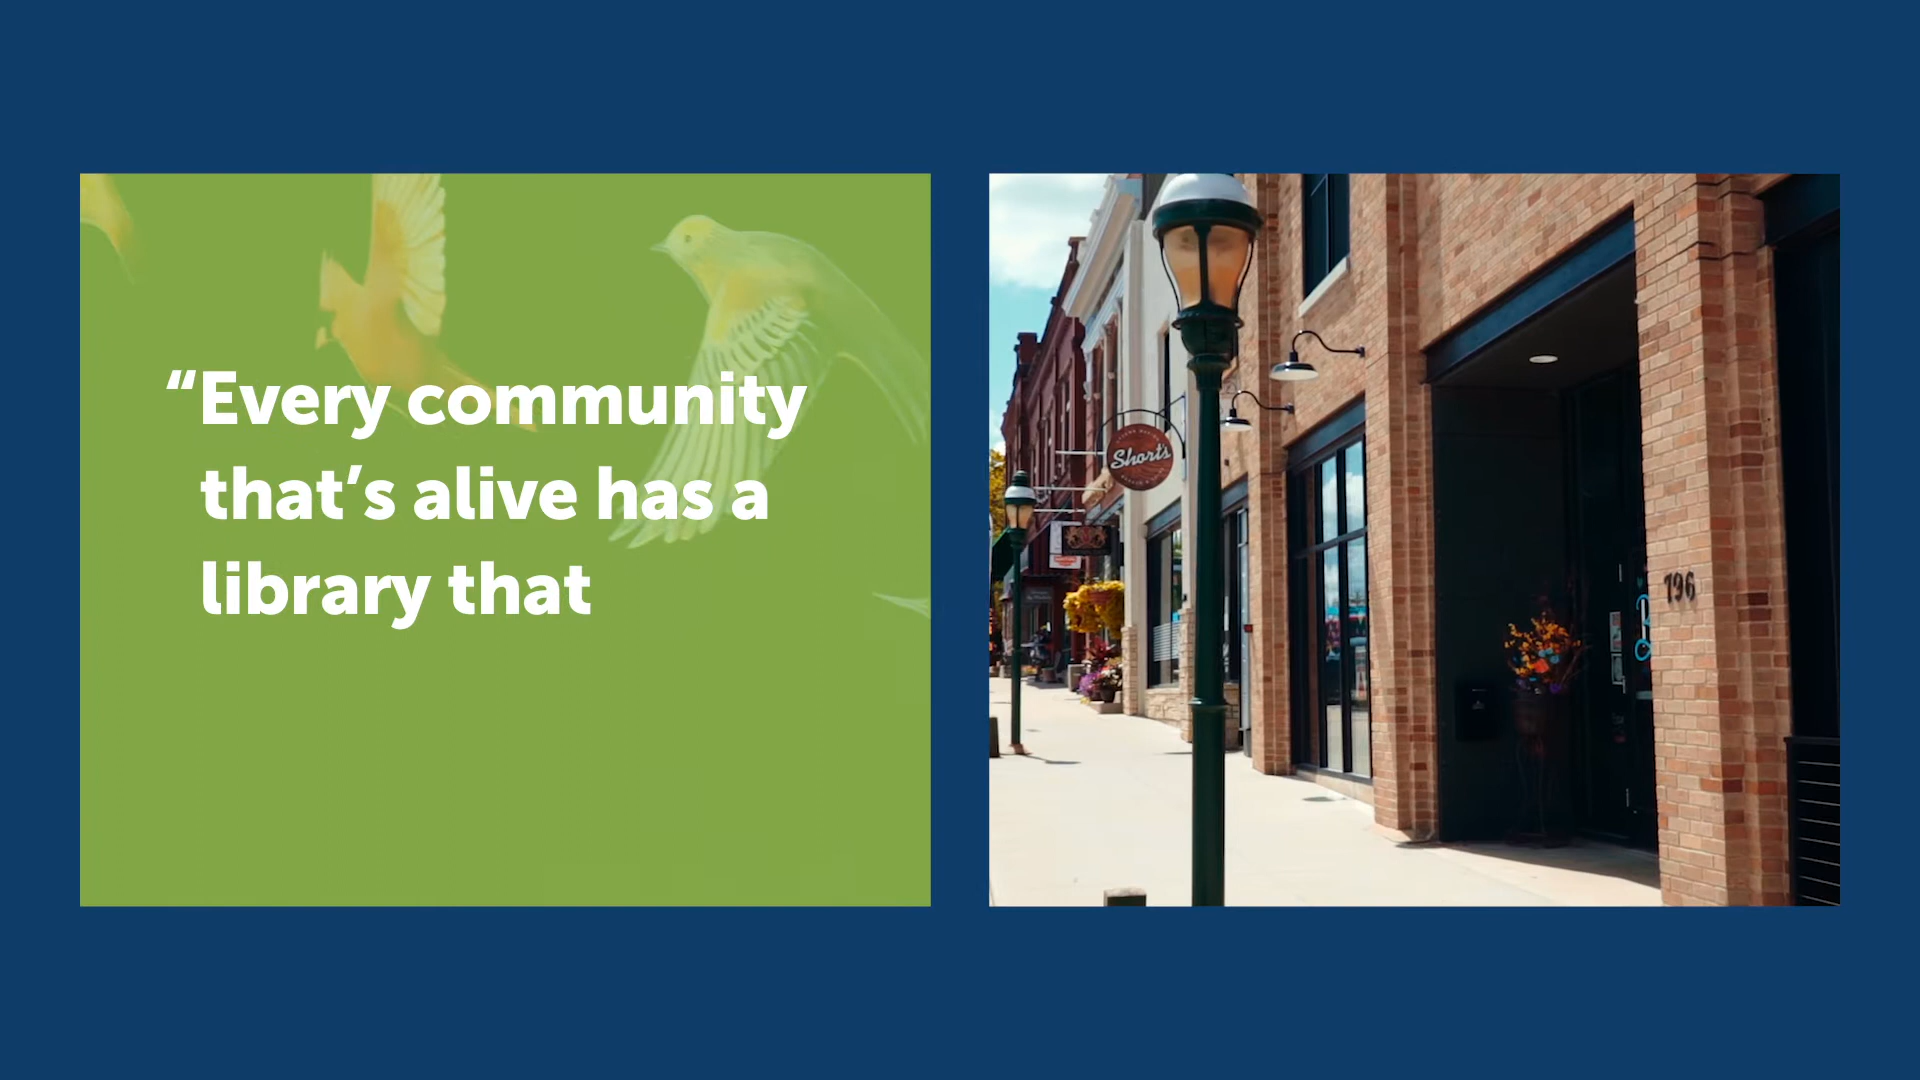 “Every community
that’s alive has a
library that
Short's
196